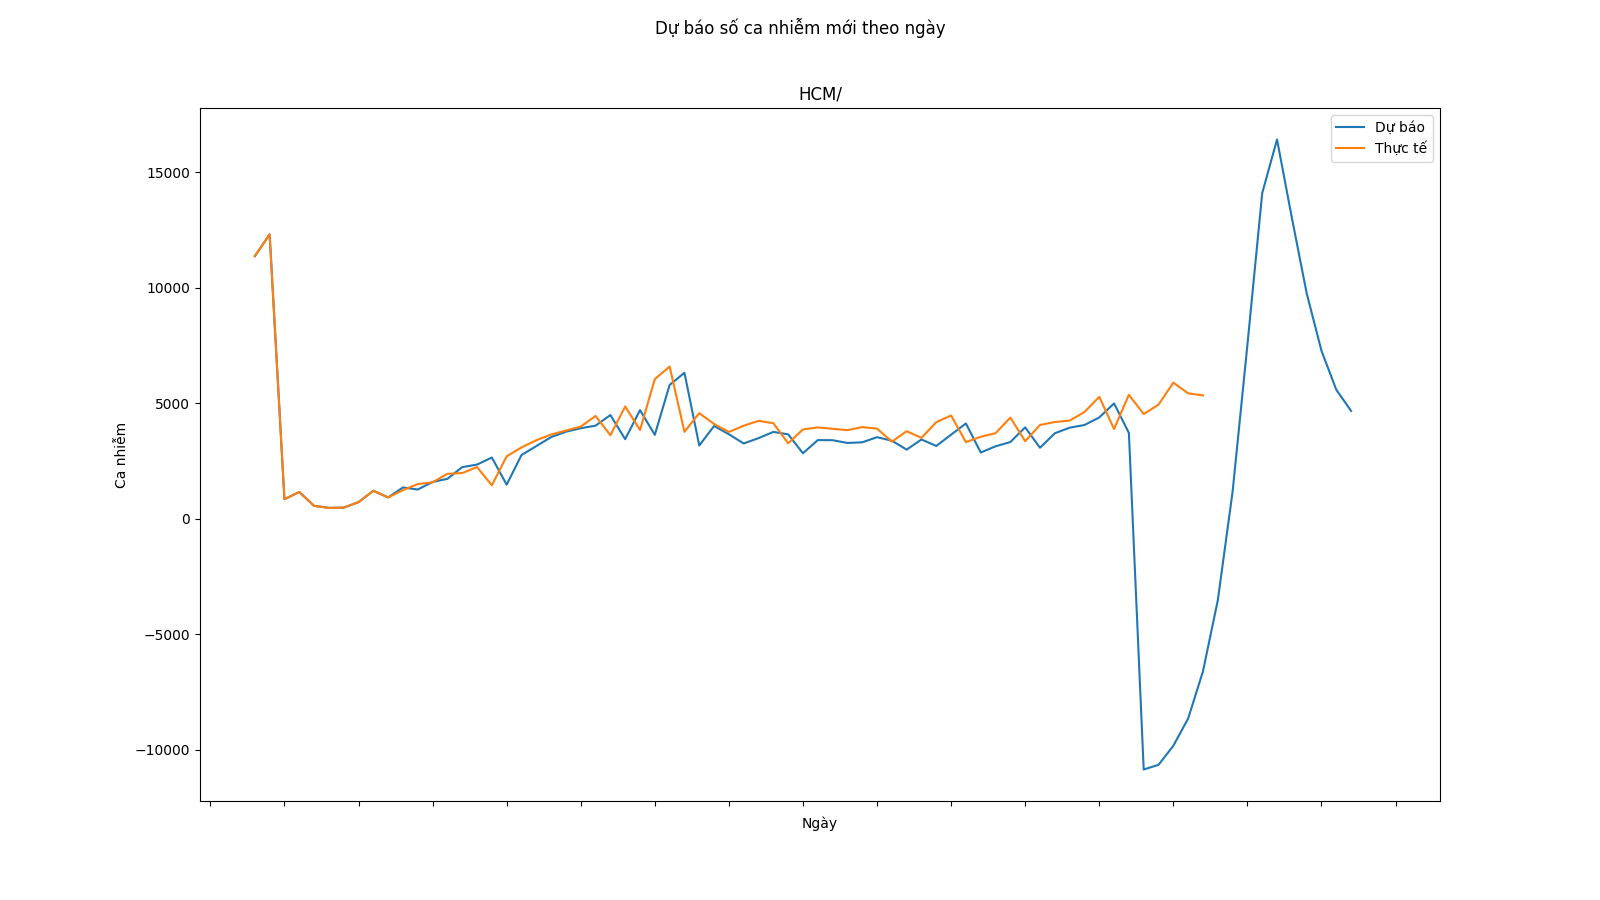 Dự báo số ca nhiễm mới theo ngày
HCM/
Dự báo
Thực tế
15000
10000
5000
0
−5000
−10000
Ca nhiễm
Ngày